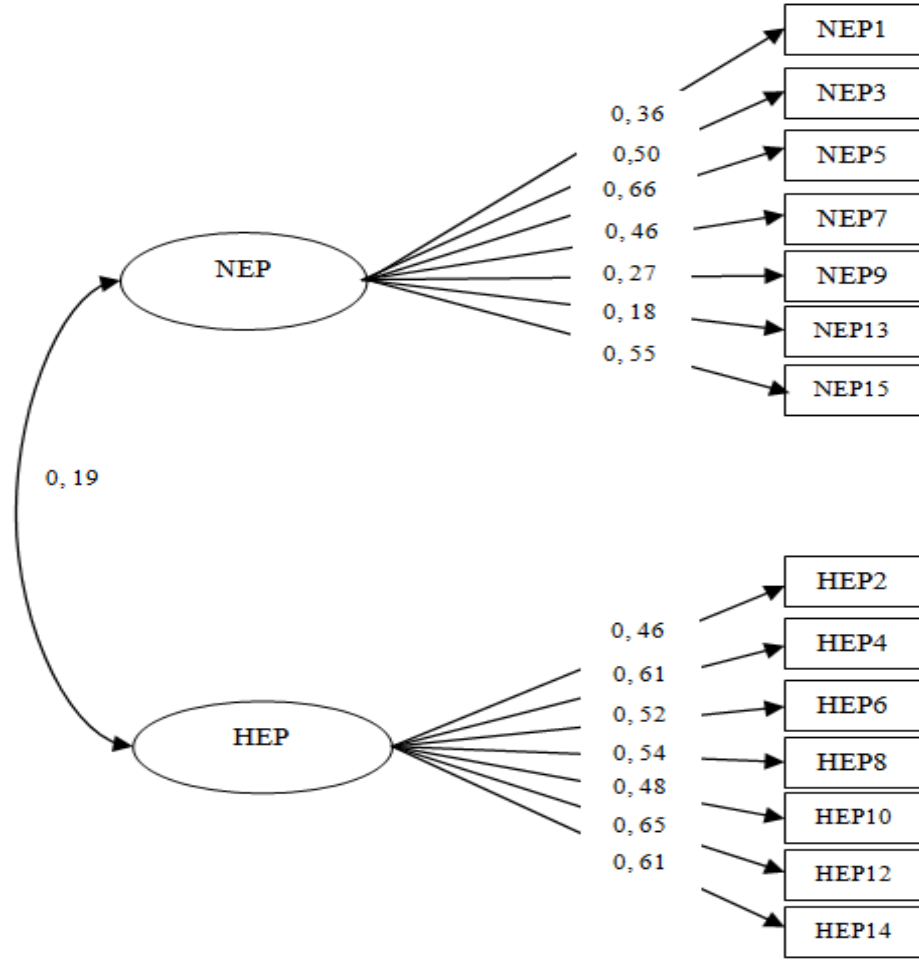 NEP1
0, 36
NEP3
0,50
NEP5
0, 66
NEP7
0, 46
NEP
NEP9
0, 27
NEP13
0, 18
NEP15
0, 55
0, 19
HEP2
0, 46
HEP4
0, 61
HEP6
0, 52
HEP
HEP8
0, 54
0, 48
HEP10
0, 65
HEP12
0, 61
HEP14